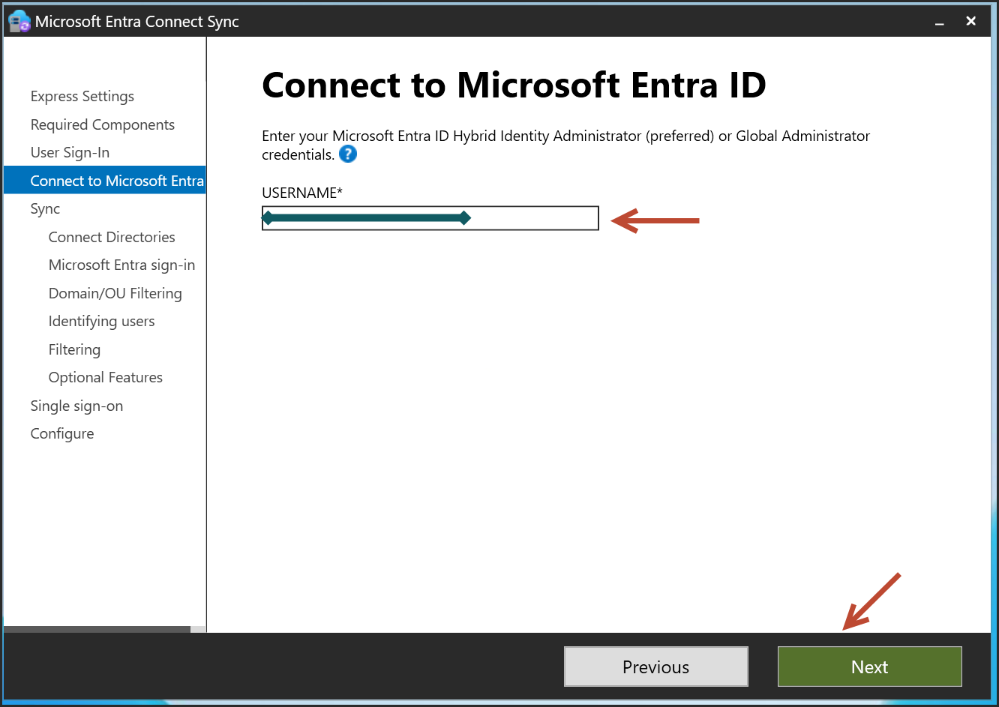 Microsoft Entra Connect Sync
Express Settings
Required Components
User Sign-In
Connect to Microsoft Entra
Sync
Connect Directories
Microsoft Entra sign-in
Domain/OU Filtering
Identifying users
Filtering
Optional Features
Single sign-on
Configure
Connect to Microsoft Entra ID
Enter your Microsoft Entra ID Hybrid Identity Administrator (preferred) or Global Administrator
credentials. ?
USERNAME*
Previous
Next